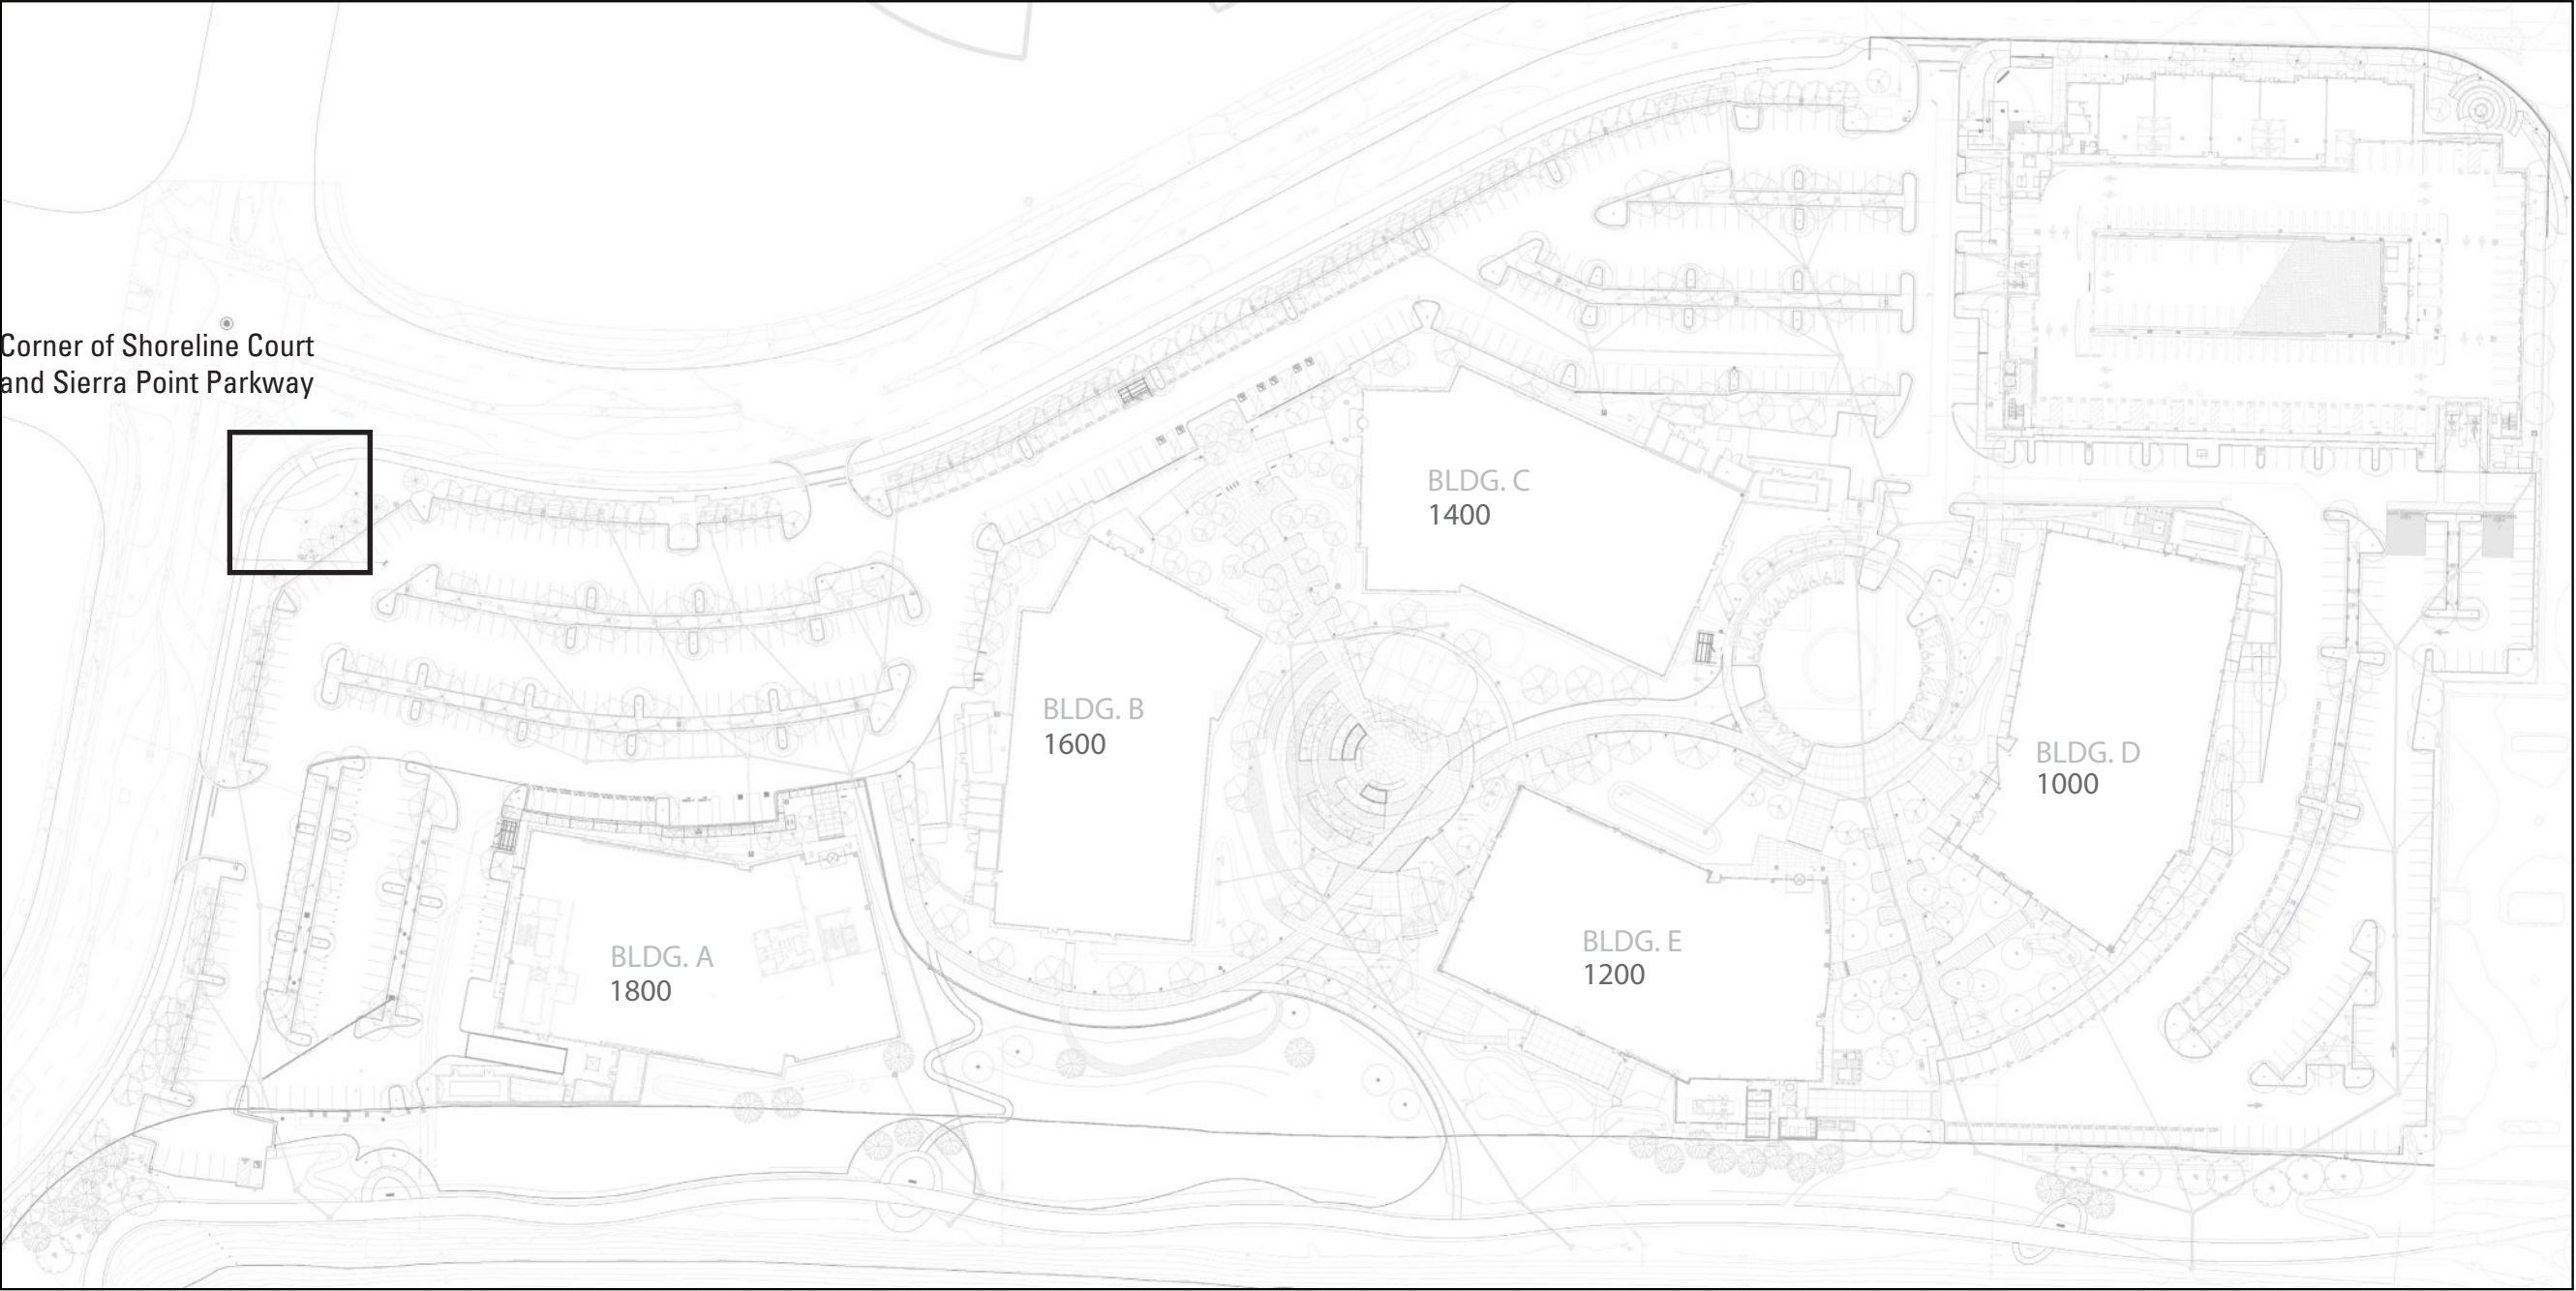 Corner of Shoreline Court
and Sierra Point Parkway
BLDG. C
1400
BLDG. B
1600
BLDG. D
1000
BLDG. E
1200
BLDG. A
1800